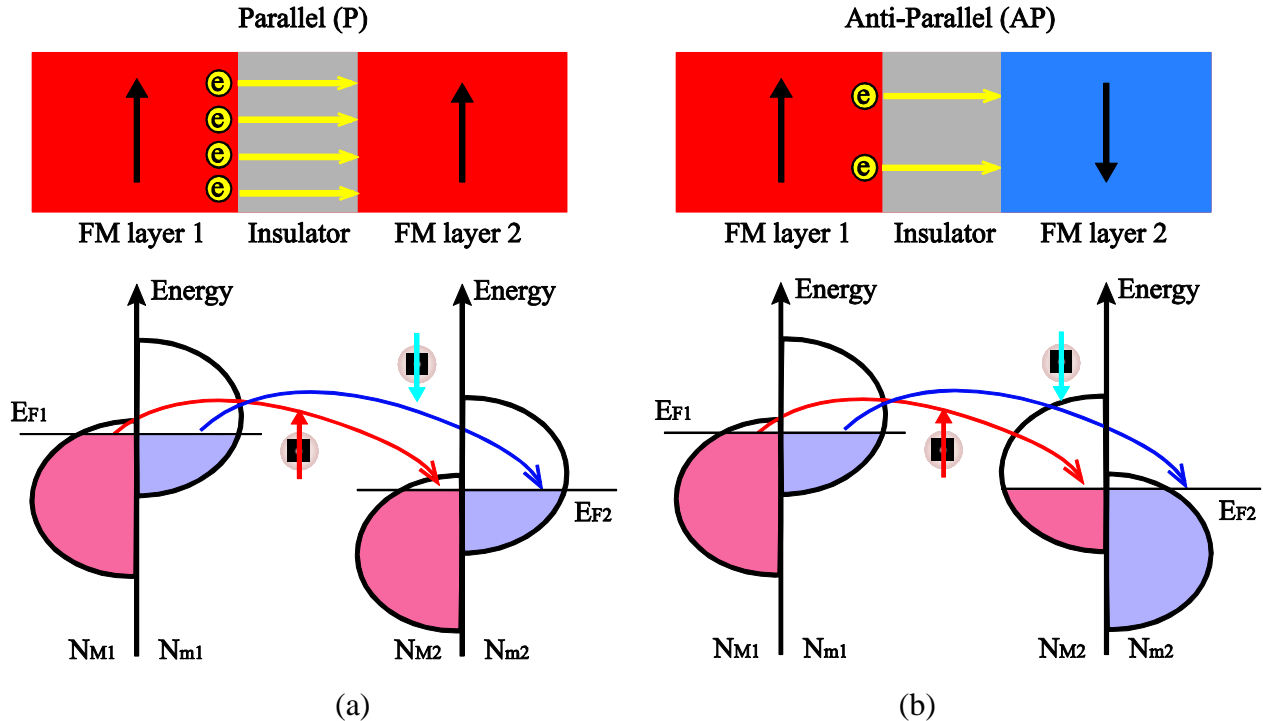 Parallel (P)
Anti-Parallel (AP)
e
e
e
e
e
e
FM layer 1
Insulator
FM layer 2
FM layer 1
Insulator
FM layer 2
Energy
Energy
Energy
Energy
EF1
EF1
EF2
EF2
NM1
Nm1
NM2
Nm2
NM1
Nm1
NM2
Nm2
(a)
(b)